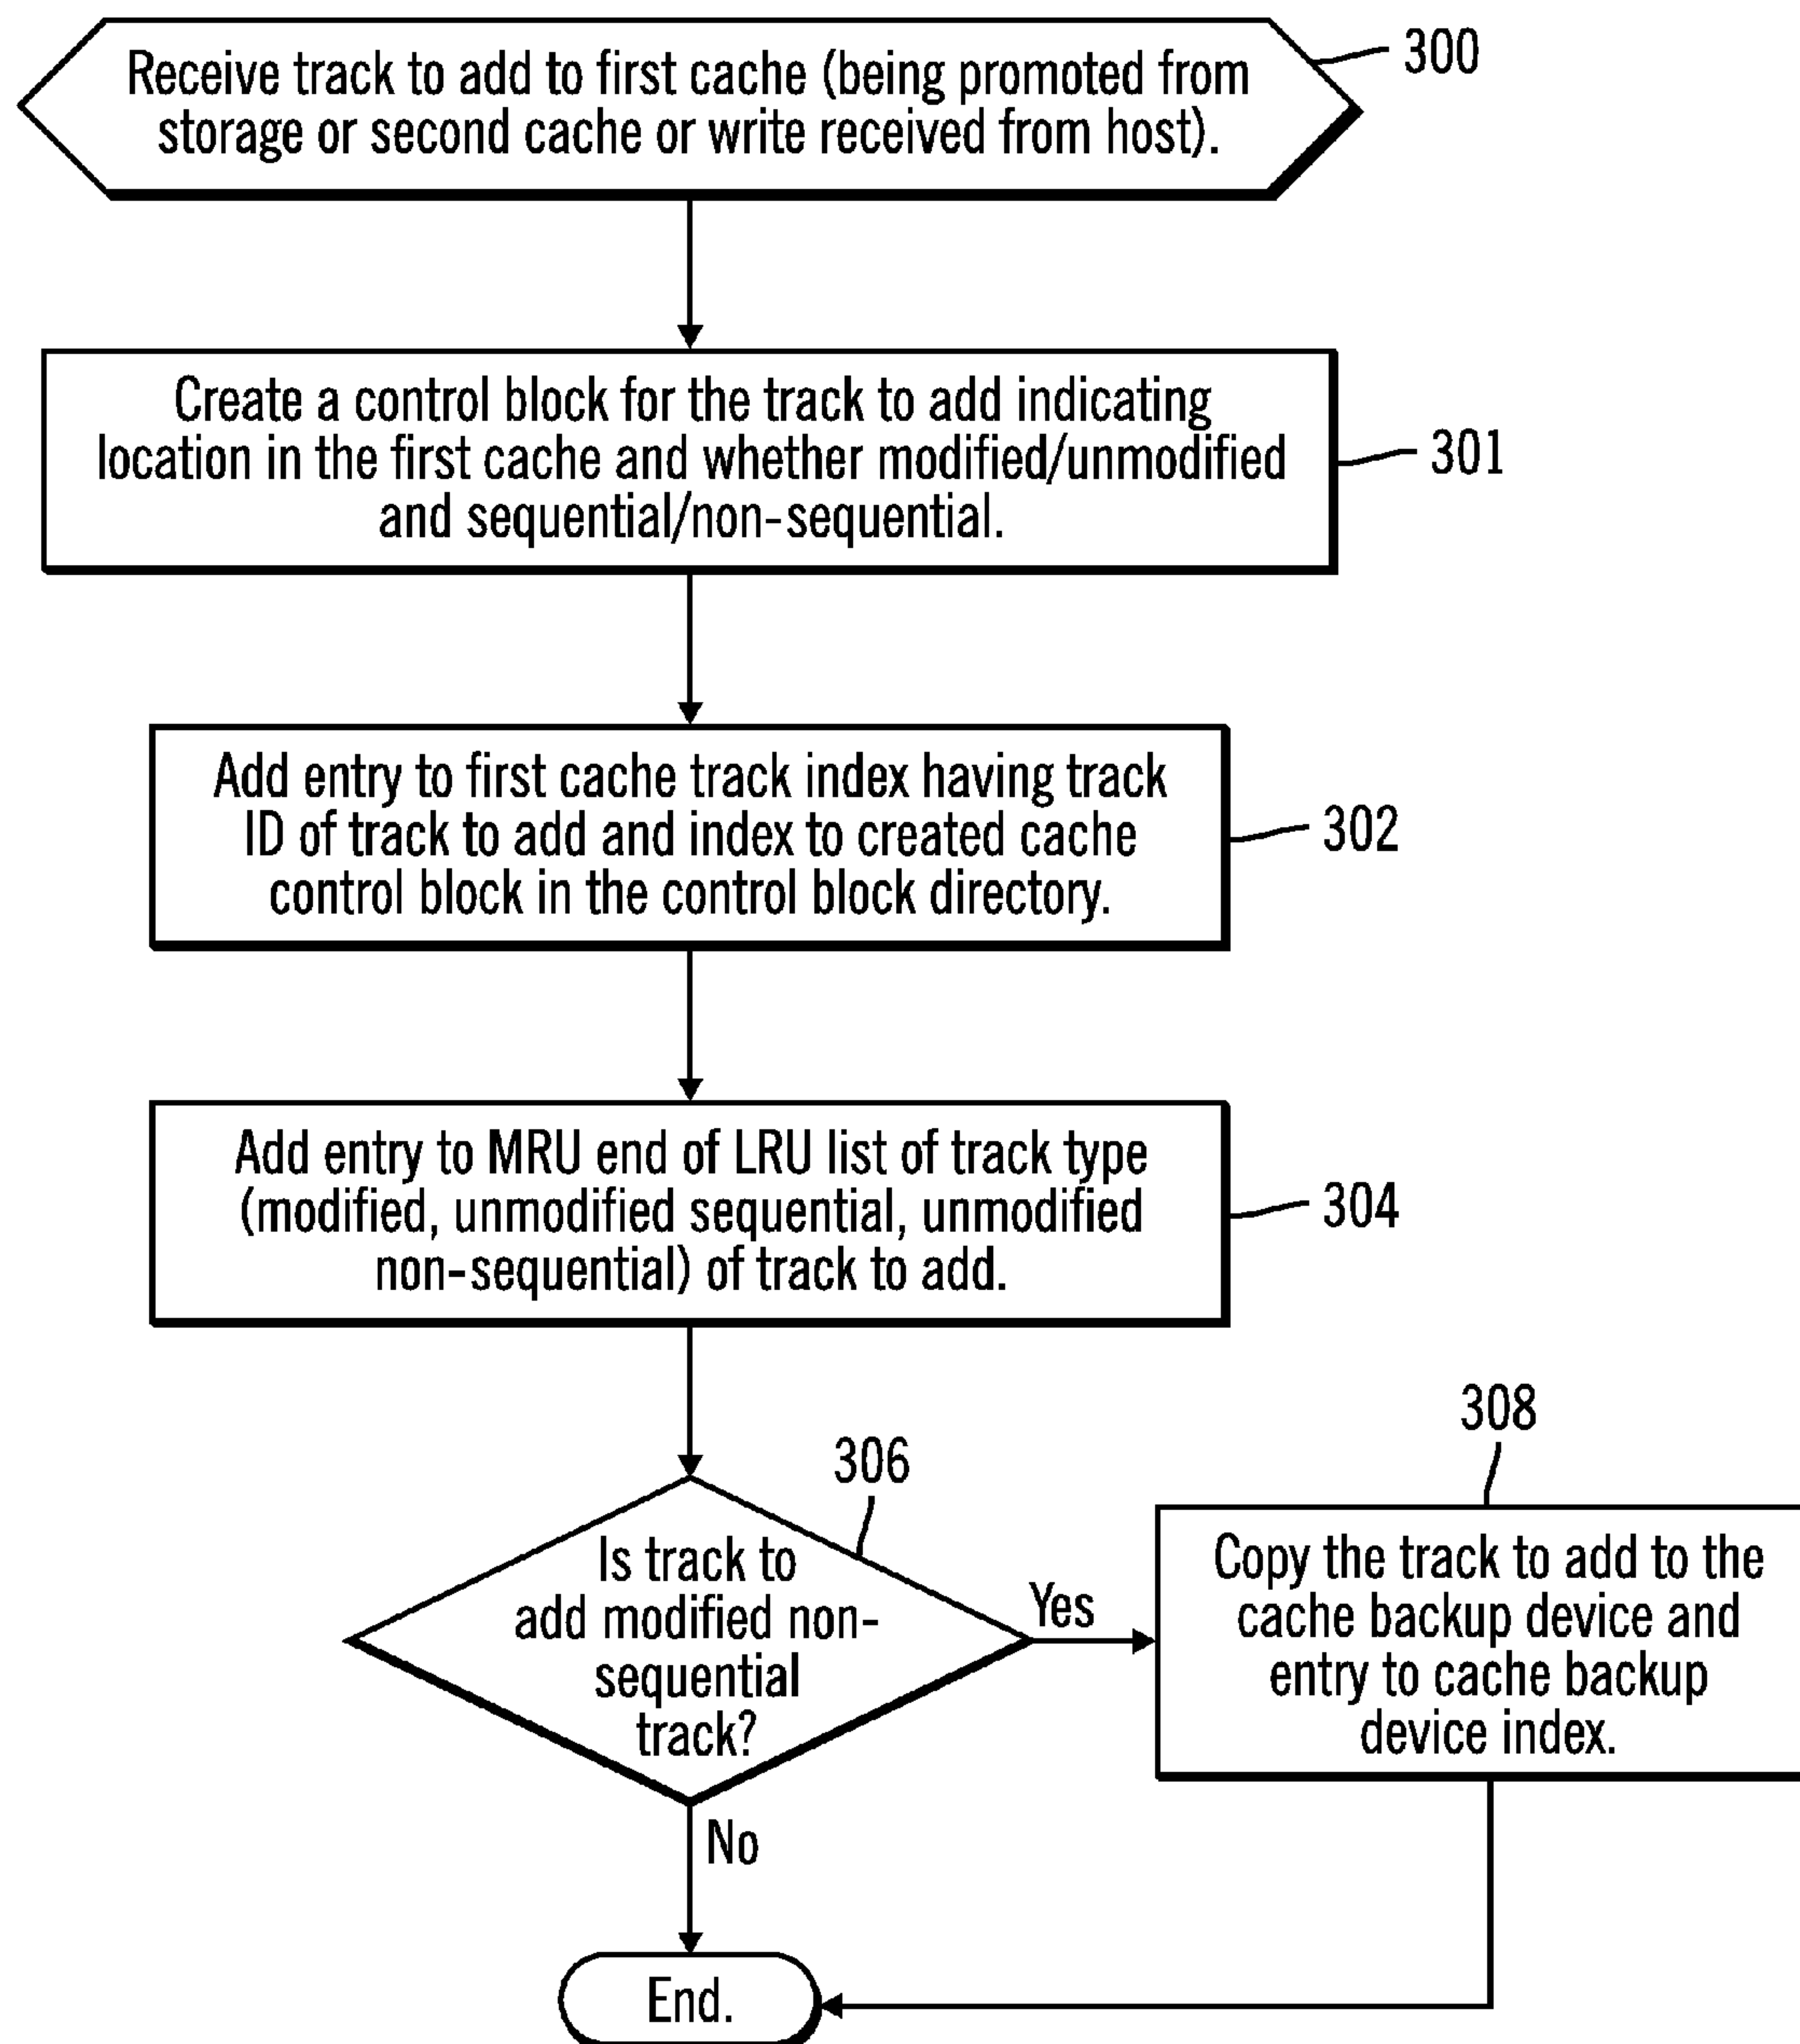 Receive track to add to first cache (being promoted from
storage or second cache or write received from host).
300
Create a control block for the track to add indicating
location in the first cache and whether modified/unmodified
and sequential/non-sequential.
301
Add entry to first cache track index having track
ID of track to add and index to created cache
control block in the control block directory.
302
Add entry to MRU end of LRU list of track type
(modified, unmodified sequential, unmodified
non-sequential) of track to add.
304
306
Is track to
add modified non-
sequential
track?
Yes
308
Copy the track to add to the
cache backup device and
entry to cache backup
device index.
No
End.